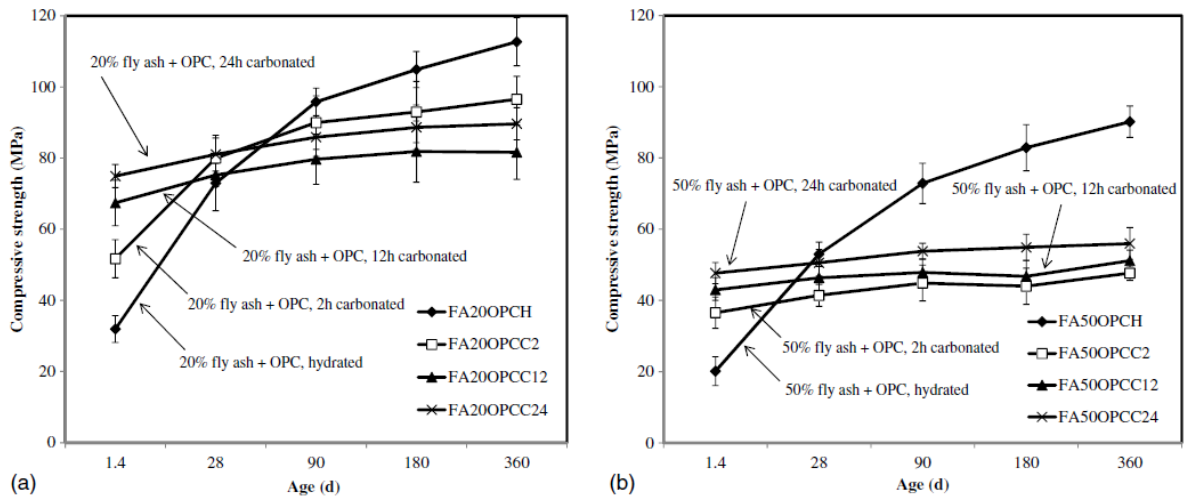 120
100
80
60
40
20
0
Compressive strength (MPa)
20% fly ash + OPC, 24h carbonated
20% fly ash + OPC, 12h carbonated
20% fly ash + OPC, 2h carbonated
20% fly ash + OPC, hydrated
FA20OPCH
FA20OPCC2
FA20OPCC12
FA20OPCC24
1.4 28 90 180 360
Age (d)
(a)
120
100
80
60
40
20
0
Compressive strength (MPa)
50% fly ash + OPC, 24h carbonated
50% fly ash + OPC, 12h carbonated
50% fly ash + OPC, 2h carbonated
50% fly ash + OPC, hydrated
FA50OPCH
FA50OPCC2
FA50OPCC12
FA50OPCC24
1.4 28 90 180 360
Age (d)
(b)